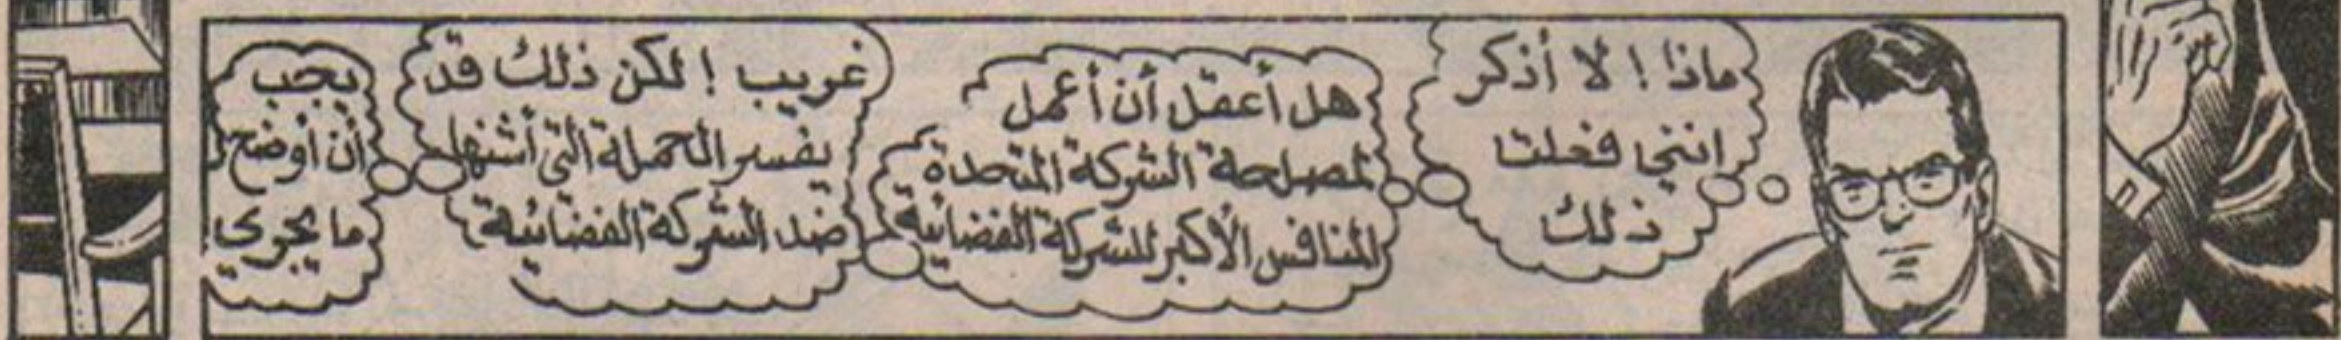 ماذا ! لا أذكر
انني فعلت
ذلك
هل أعقل أن أعمل
لمصلحة الشركة المتحدة
المنافس الأكبر للشركة الفضائية
غريب ! لكن ذلك قد
يفسر الحملة التي أشنها
ضد الشركة الفضائية
يجب
أن أوضح
ما يجري